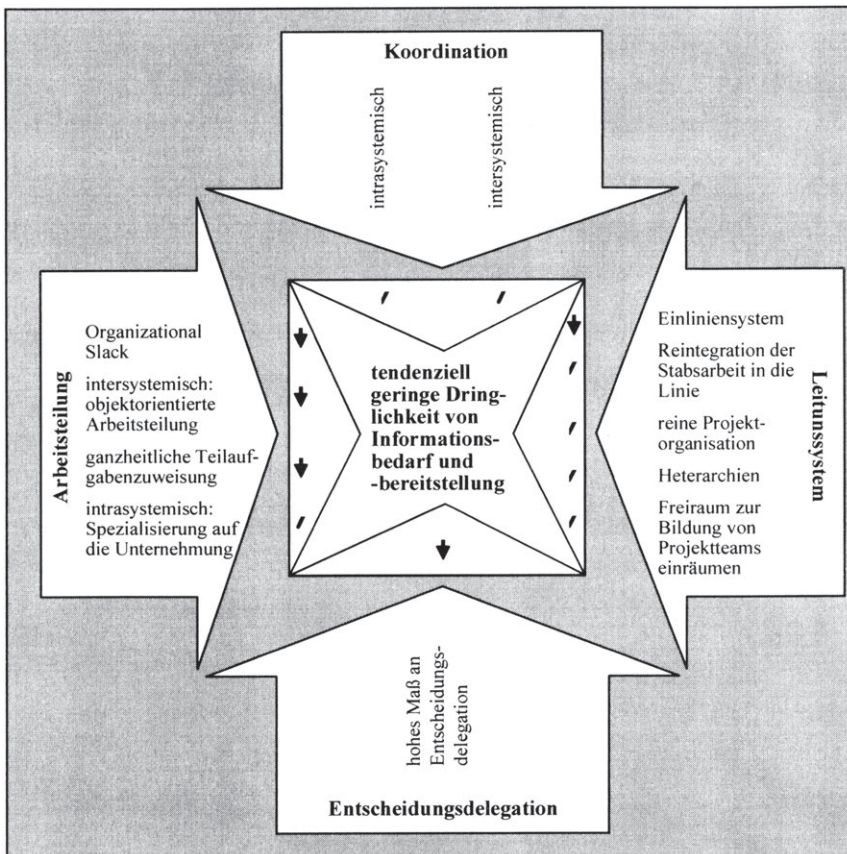 Koordination
intrasystemisch
intersystemisch
Arbeitsteilung
Organizational
Slack
intersystemisch:
objektorientierte
Arbeitsteilung
ganzheitliche Teilauf-
gabenzuweisung
intrasystemisch:
Spezialisierung auf
die Unternehmung
tendenziell
geringe Dring-
lichkeit von
Informations-
bedarf und
-bereitstellung
Einliniensystem
Reintegration der
Stabsarbeit in die
Linie
reine Projekt-
organisation
Heterarchien
Freiraum zur
Bildung von
Projektteams
einräumen
Leitunssystem
hohes Maß an
Entscheidungs-
delegation
Entscheidungsdelegation